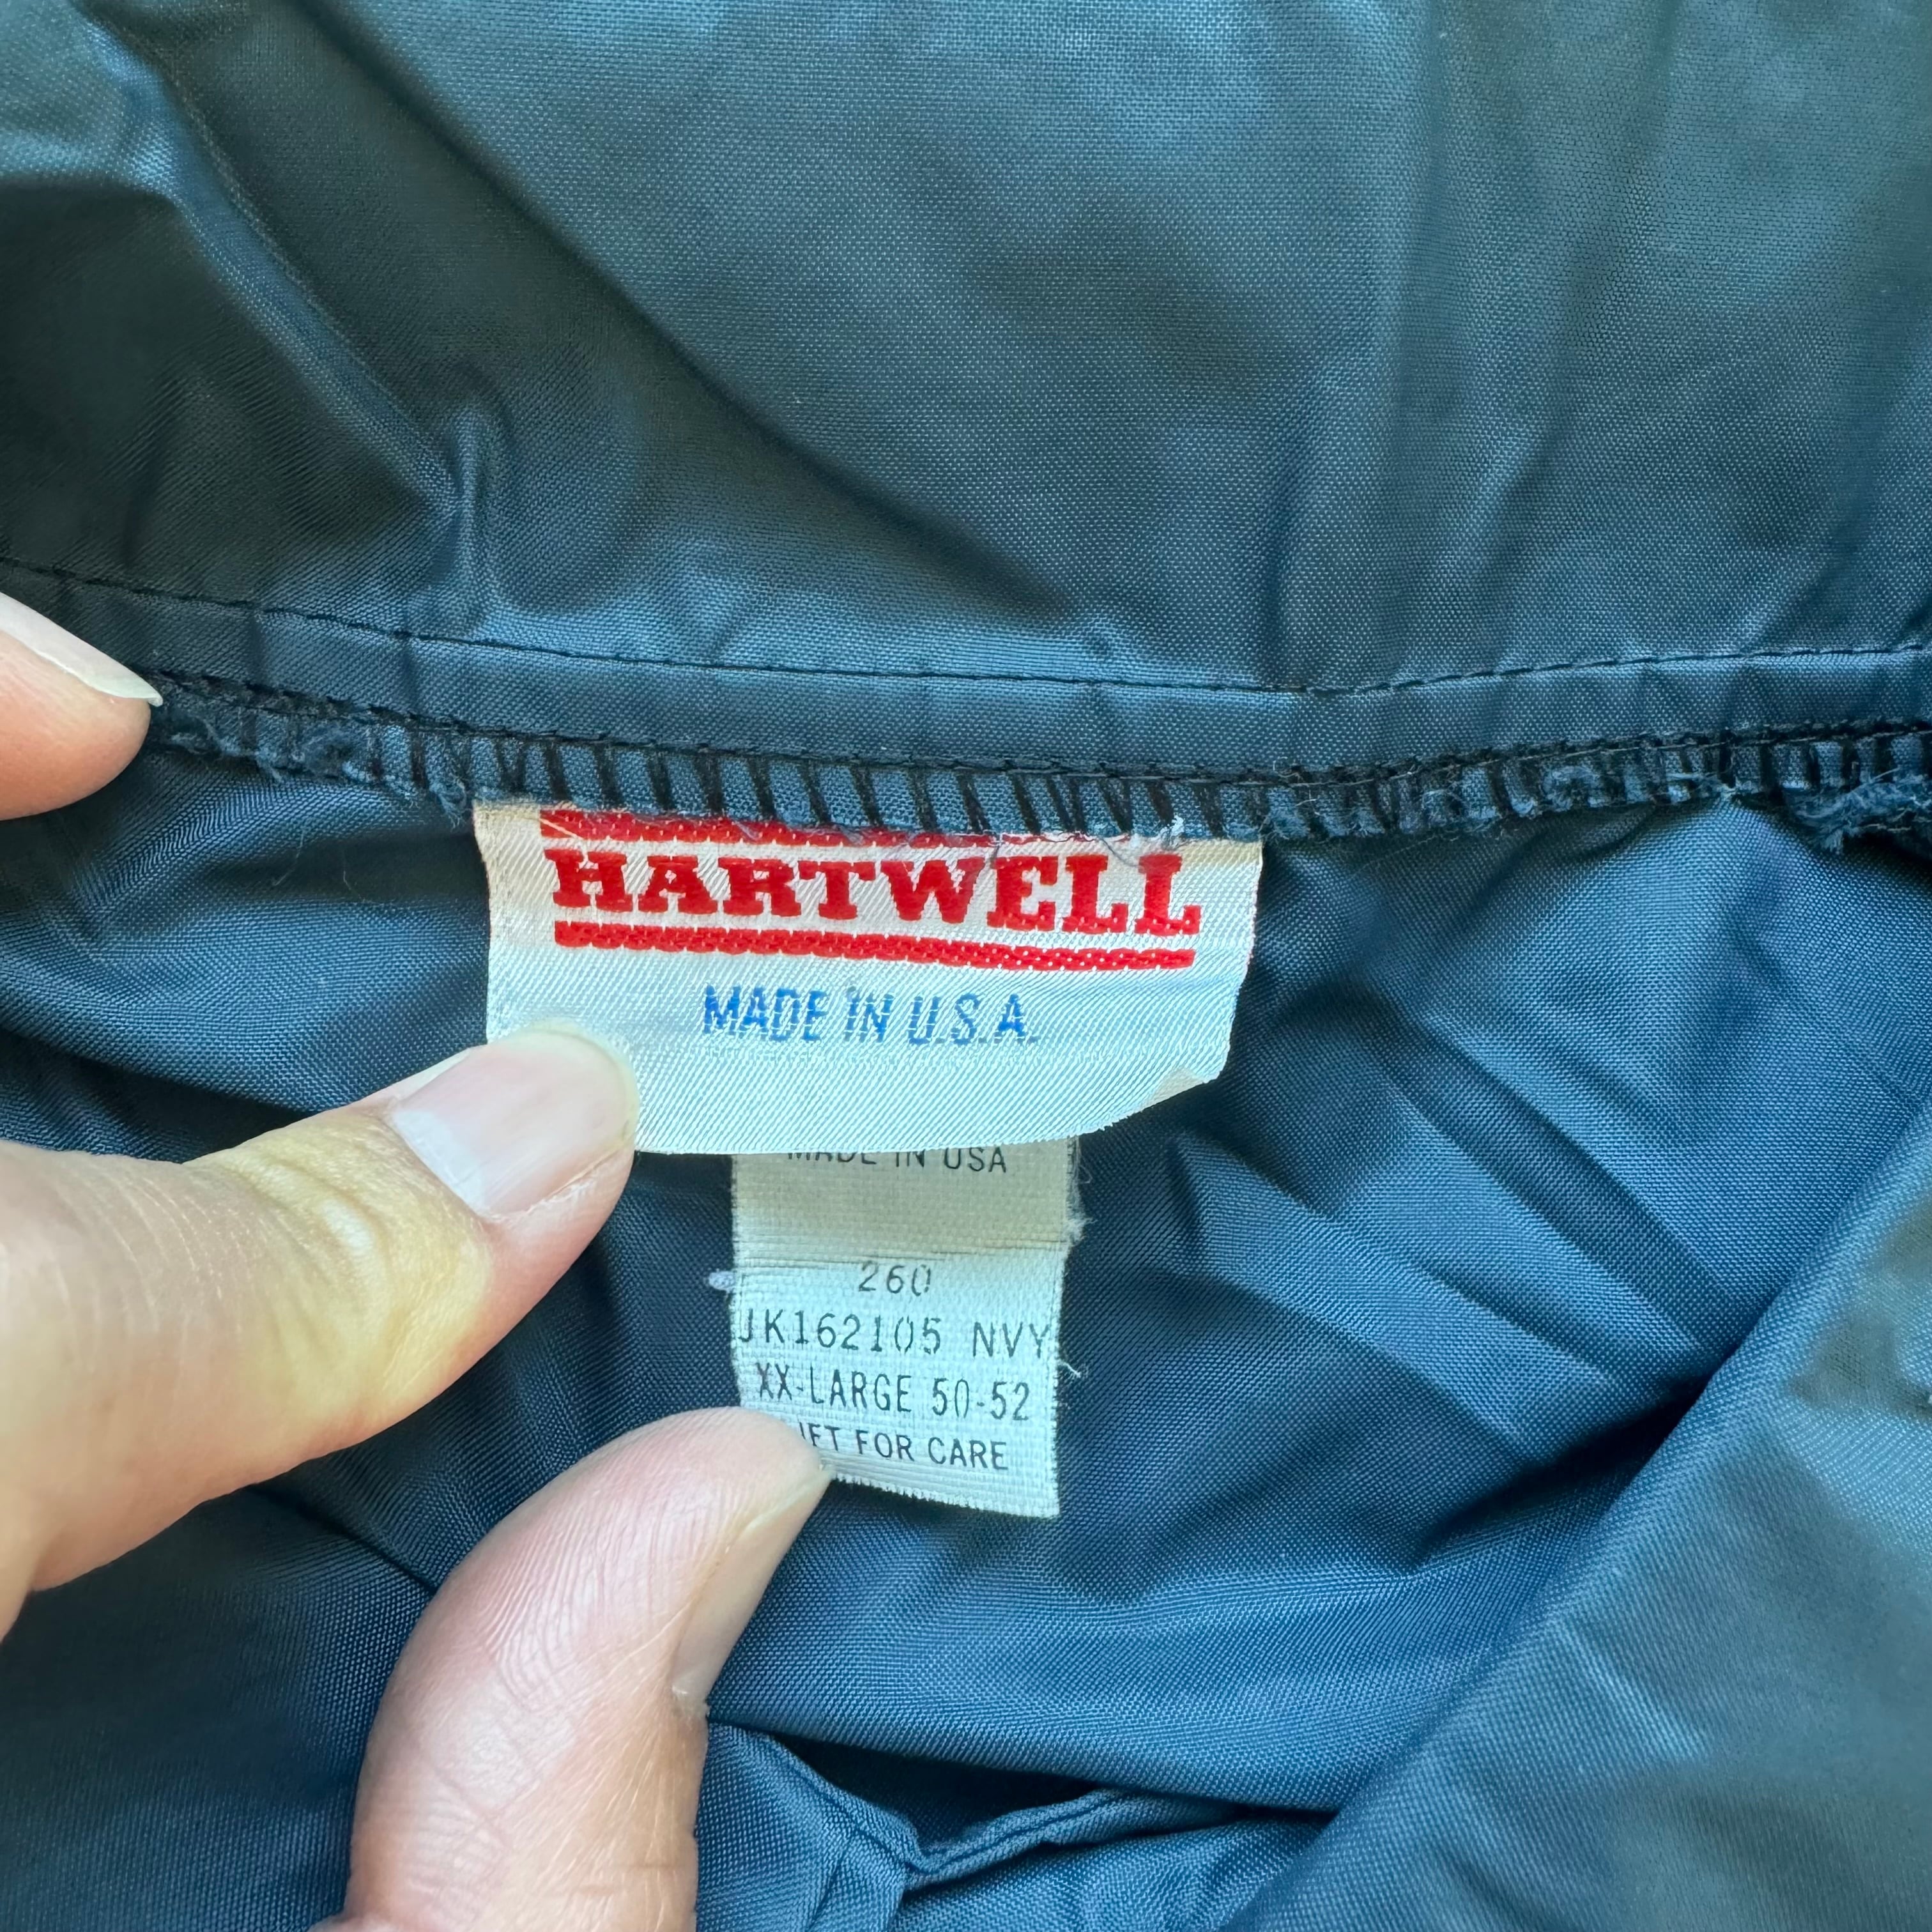 HARTWELL
MADE IN U.S.A.
MADE IN USA
260
JK162105 NVY
XX-LARGE 50-52
FOR CARE